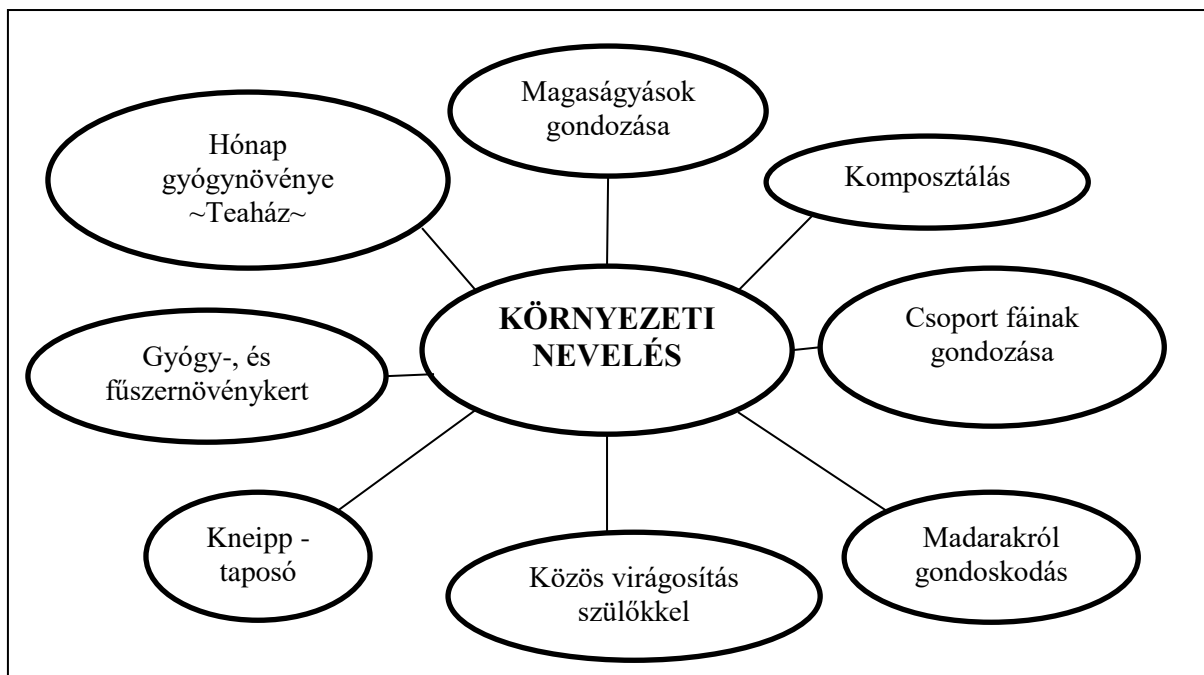 Magaságyások
gondozása
Hónap
gyógynövénye
~Teaház~
Komposztálás
KÖRNYEZETI
NEVELÉS
Csoport fáinak
gondozása
Gyógy-, és
fűszernövénykert
Kneipp -
taposó
Közös virágosítás
szülőkkel
Madarakról
gondoskodás